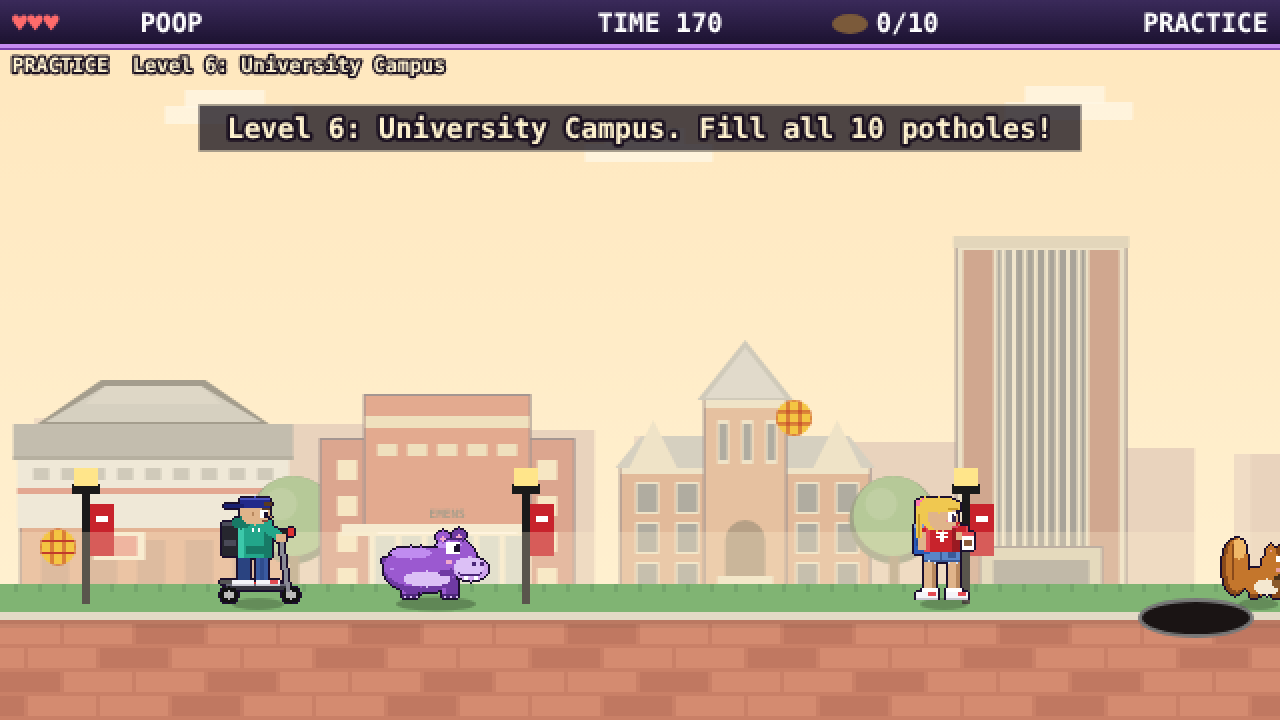 ♥♥♥ POOP TIME 170 0/10 PRACTICE
PRACTICE Level 6: University Campus
Level 6: University Campus. Fill all 10 potholes!
EMENS